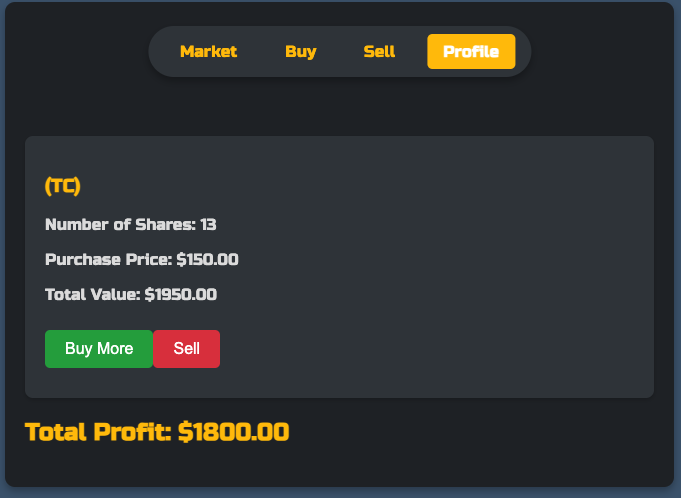 Market Buy Sell Profile
(TC)
Number of Shares: 13
Purchase Price: $150.00
Total Value: $1950.00
Buy More Sell
Total Profit: $1800.00